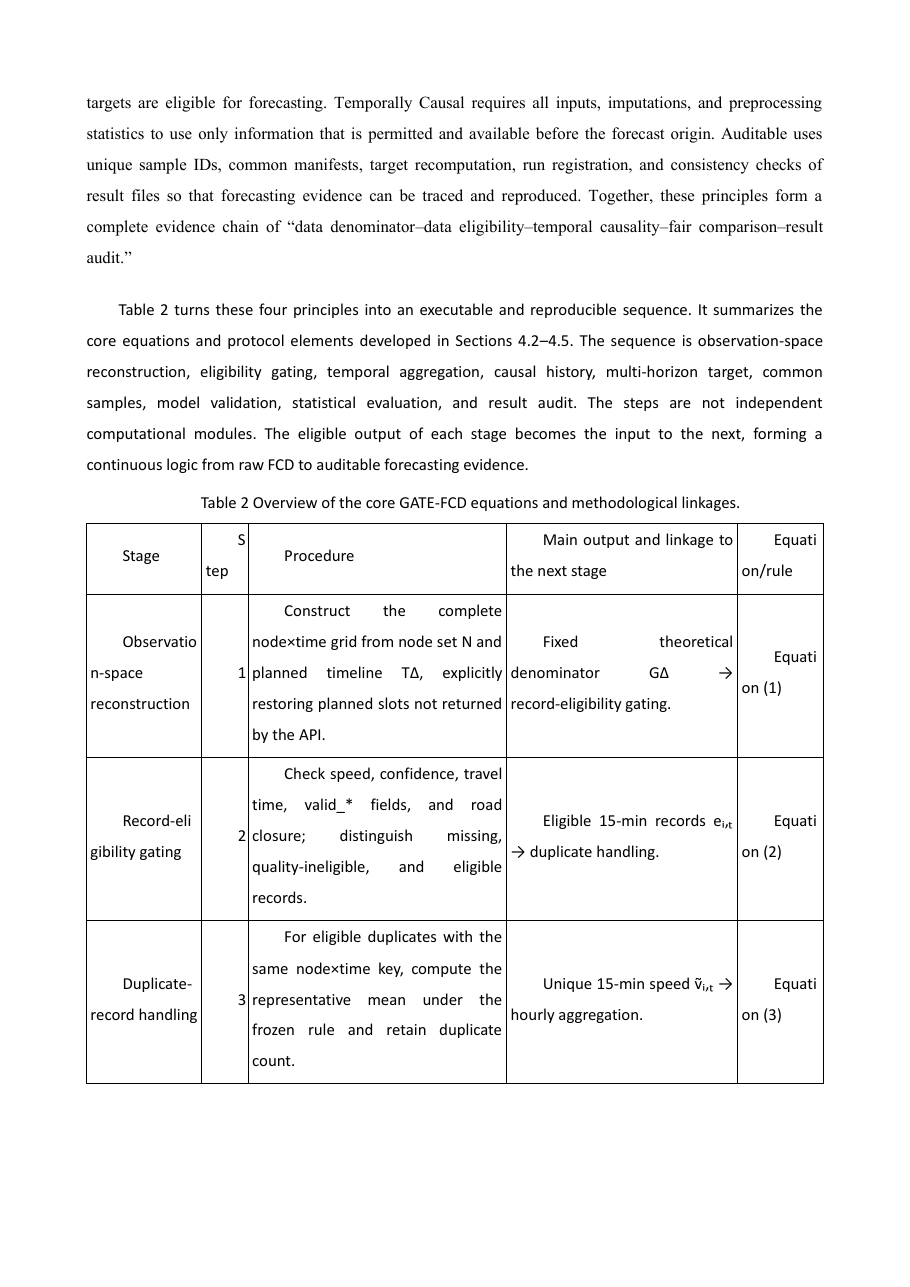 targets are eligible for forecasting. Temporally Causal requires all inputs, imputations, and preprocessing
statistics to use only information that is permitted and available before the forecast origin. Auditable uses
unique sample IDs, common manifests, target recomputation, run registration, and consistency checks of
result files so that forecasting evidence can be traced and reproduced. Together, these principles form a
complete evidence chain of “data denominator–data eligibility–temporal causality–fair comparison–result
audit.”
Table 2 turns these four principles into an executable and reproducible sequence. It summarizes the
core equations and protocol elements developed in Sections 4.2–4.5. The sequence is observation-space
reconstruction, eligibility gating, temporal aggregation, causal history, multi-horizon target, common
samples, model validation, statistical evaluation, and result audit. The steps are not independent
computational modules. The eligible output of each stage becomes the input to the next, forming a
continuous logic from raw FCD to auditable forecasting evidence.
Table 2 Overview of the core GATE-FCD equations and methodological linkages.
Stage
S
tep
Procedure
Main output and linkage to
the next stage
Equati
on/rule
Observatio
n-space
reconstruction
1
Construct the complete
node×time grid from node set N and
planned timeline TΔ, explicitly
restoring planned slots not returned
by the API.
Fixed theoretical
denominator GΔ →
record-eligibility gating.
Equati
on (1)
Record-eli
gibility gating
2
Check speed, confidence, travel
time, valid_* fields, and road
closure; distinguish missing,
quality-ineligible, and eligible
records.
Eligible 15-min records eᵢ,ₜ
→ duplicate handling.
Equati
on (2)
Duplicate-
record handling
3
For eligible duplicates with the
same node×time key, compute the
representative mean under the
frozen rule and retain duplicate
count.
Unique 15-min speed ṽᵢ,ₜ →
hourly aggregation.
Equati
on (3)